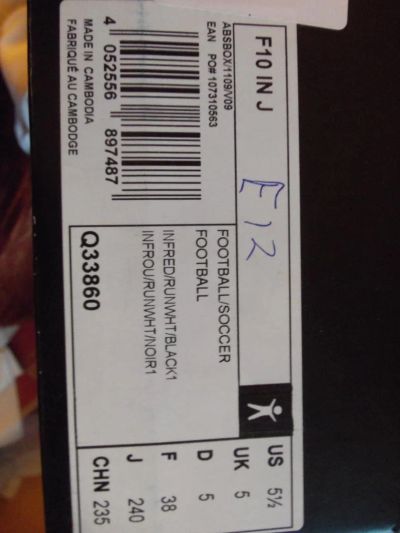 F10 IN J
ABSBOX/1109/V09
EAN PO# 107310563
4 052556 897487
MADE IN CAMBODIA
FABRIQUÉ AU CAMBODGE
E12
FOOTBALL/SOCCER
FOOTBALL
INFRED/RUNWHT/BLACK1
INFROU/RUNWHT/NOIR1
Q33860
US 5½
UK 5
D 5
F 38
J 240
CHN 235